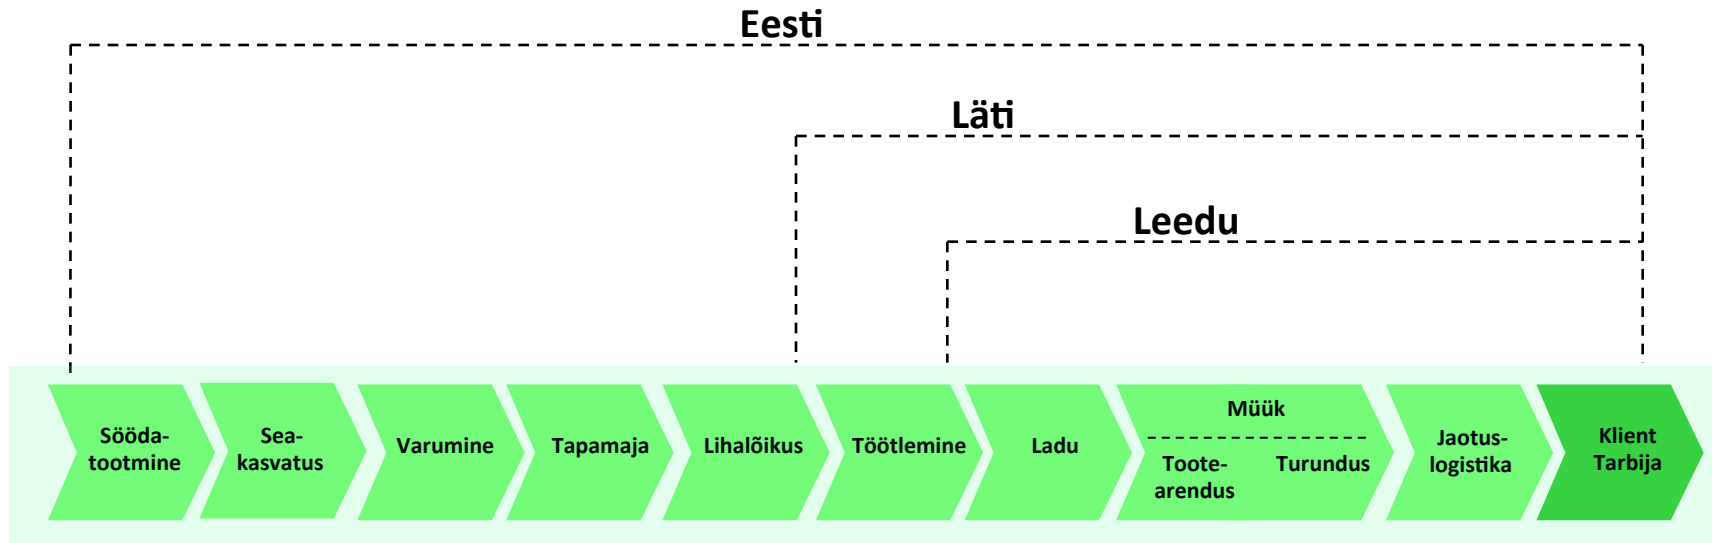 Eesti
Läti
Leedu
Sööda-
tootmine
Sea-
kasvatus
Varumine
Tapamaja
Lihalõikus
Töötlemine
Ladu
Müük
Toote-
arendus
Turundus
Jaotus-
logistika
Klient
Tarbija